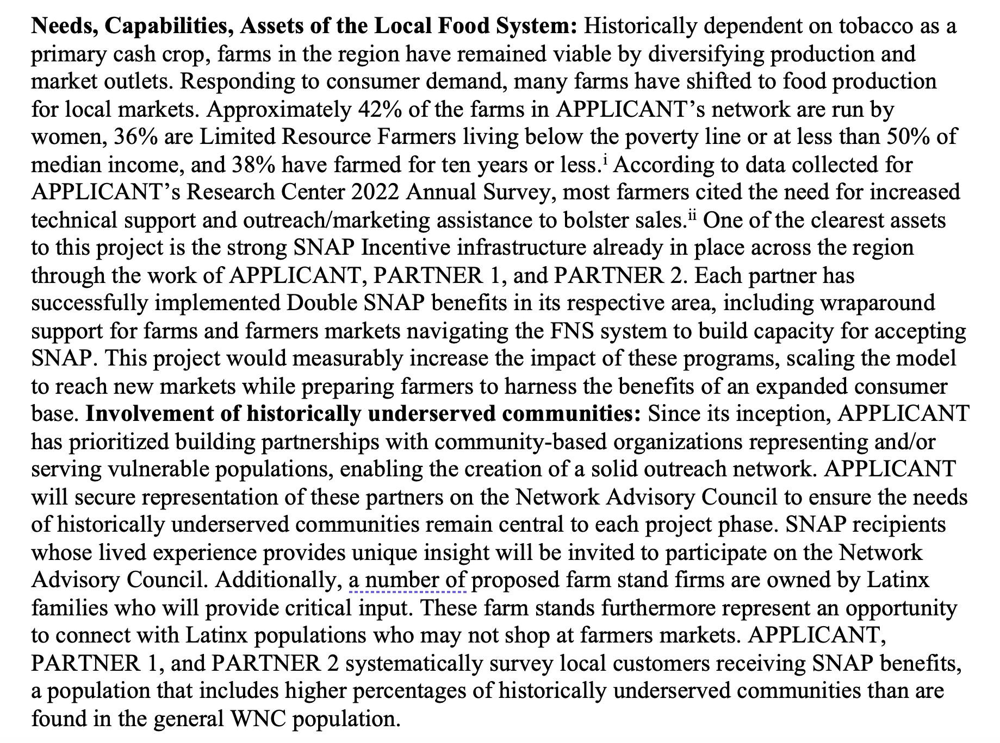 Needs, Capabilities, Assets of the Local Food System: Historically dependent on tobacco as a
primary cash crop, farms in the region have remained viable by diversifying production and
market outlets. Responding to consumer demand, many farms have shifted to food production
for local markets. Approximately 42% of the farms in APPLICANT’s network are run by
women, 36% are Limited Resource Farmers living below the poverty line or at less than 50% of
median income, and 38% have farmed for ten years or less.ⁱ According to data collected for
APPLICANT’s Research Center 2022 Annual Survey, most farmers cited the need for increased
technical support and outreach/marketing assistance to bolster sales.ⁱⁱ One of the clearest assets
to this project is the strong SNAP Incentive infrastructure already in place across the region
through the work of APPLICANT, PARTNER 1, and PARTNER 2. Each partner has
successfully implemented Double SNAP benefits in its respective area, including wraparound
support for farms and farmers markets navigating the FNS system to build capacity for accepting
SNAP. This project would measurably increase the impact of these programs, scaling the model
to reach new markets while preparing farmers to harness the benefits of an expanded consumer
base. Involvement of historically underserved communities: Since its inception, APPLICANT
has prioritized building partnerships with community-based organizations representing and/or
serving vulnerable populations, enabling the creation of a solid outreach network. APPLICANT
will secure representation of these partners on the Network Advisory Council to ensure the needs
of historically underserved communities remain central to each project phase. SNAP recipients
whose lived experience provides unique insight will be invited to participate on the Network
Advisory Council. Additionally, a number of proposed farm stand firms are owned by Latinx
families who will provide critical input. These farm stands furthermore represent an opportunity
to connect with Latinx populations who may not shop at farmers markets. APPLICANT,
PARTNER 1, and PARTNER 2 systematically survey local customers receiving SNAP benefits,
a population that includes higher percentages of historically underserved communities than are
found in the general WNC population.